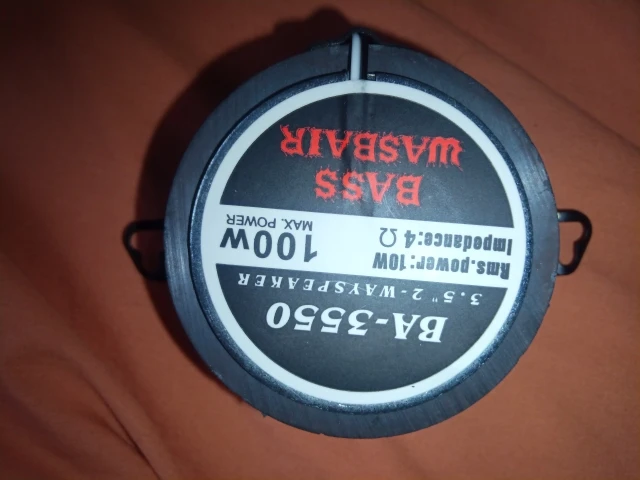 BA-3550
3.5" 2-WAYSPEAKER
Rms.power:10W
Impedance:4 Ω
100w
MAX. POWER
BASS
WASBAIR